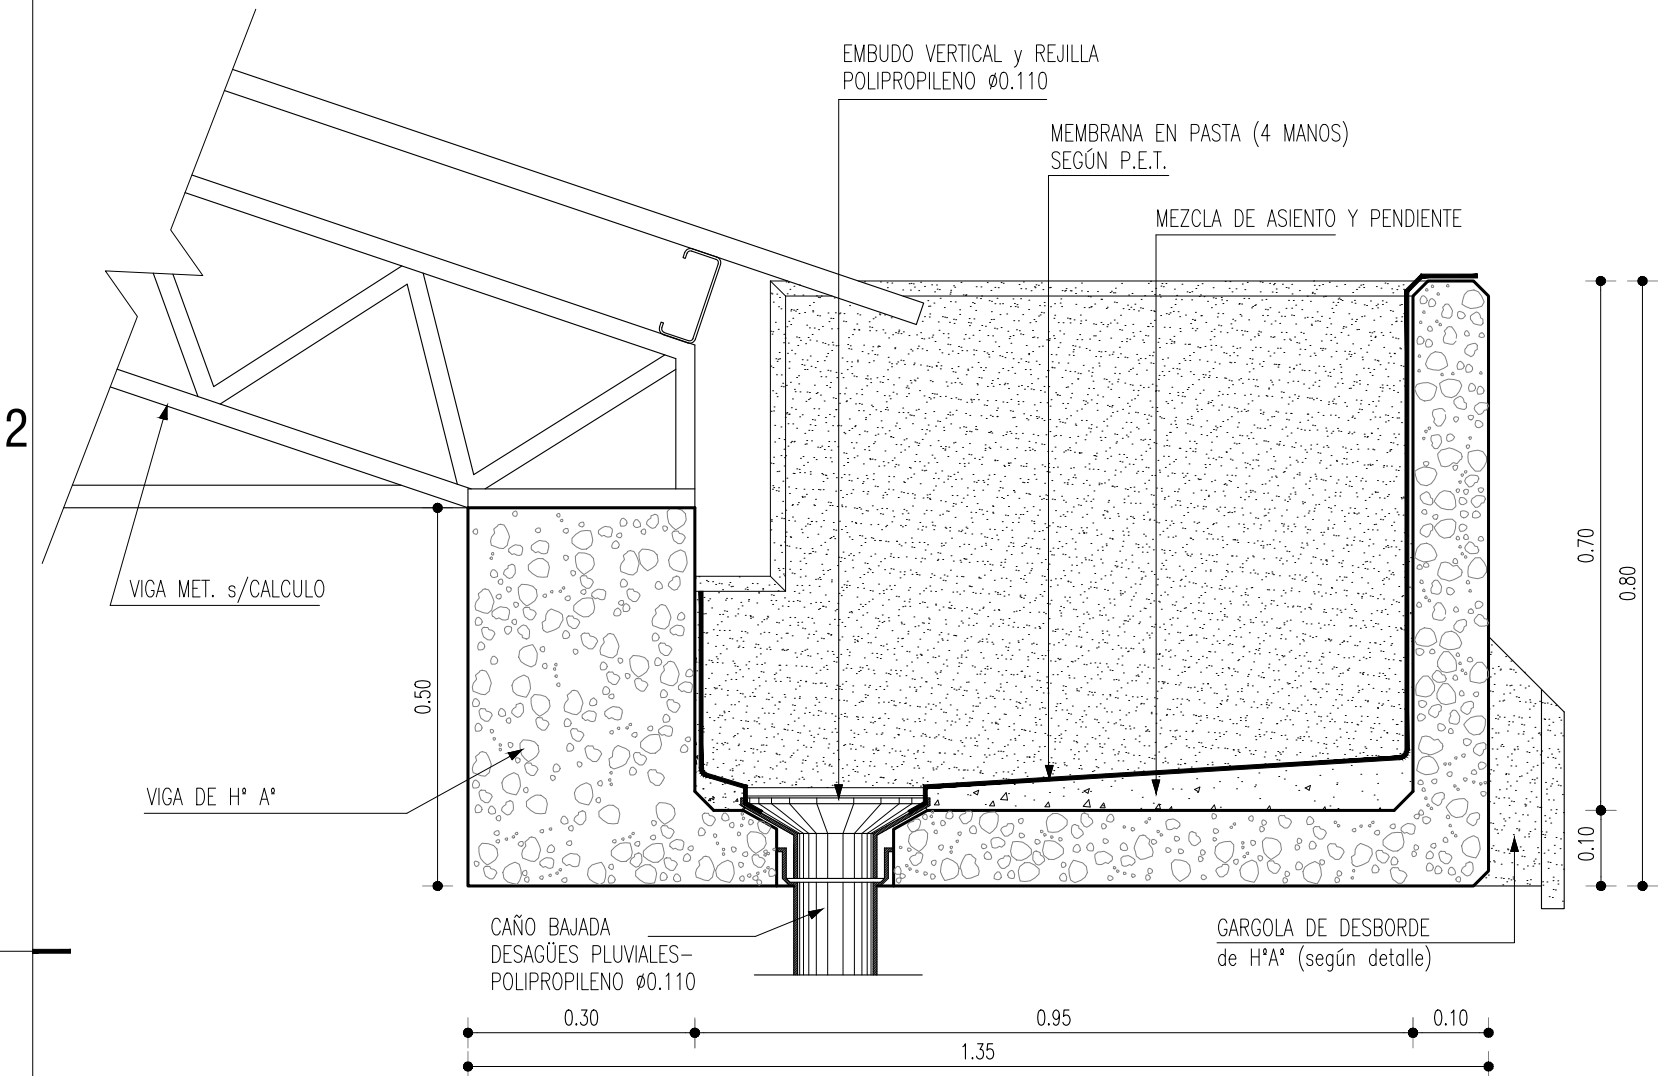 EMBUDO VERTICAL y REJILLA
POLIPROPILENO ø0.110
MEMBRANA EN PASTA (4 MANOS)
SEGÚN P.E.T.
MEZCLA DE ASIENTO Y PENDIENTE
2
VIGA MET. s/CALCULO
0.50
0.70
0.80
VIGA DE H° A°
0.10
CAÑO BAJADA
DESAGÜES PLUVIALES-
POLIPROPILENO ø0.110
GARGOLA DE DESBORDE
de H°A° (según detalle)
0.30
0.95
0.10
1.35